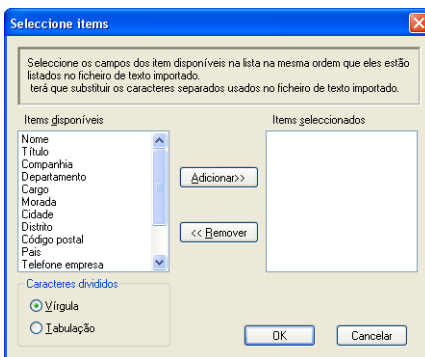 Seleccione items
Seleccione os campos dos item disponíveis na lista na mesma ordem que eles estão
listados no ficheiro de texto importado.
terá que substituir os caracteres separados usados no ficheiro de texto importado.
Items disponíveis
Items seleccionados
Nome
Título
Companhia
Departamento
Cargo
Morada
Cidade
Distrito
Código postal
Pais
Telefone empresa
Adicionar>>
<< Remover
Caracteres divididos
Vírgula
Tabulação
OK
Cancelar